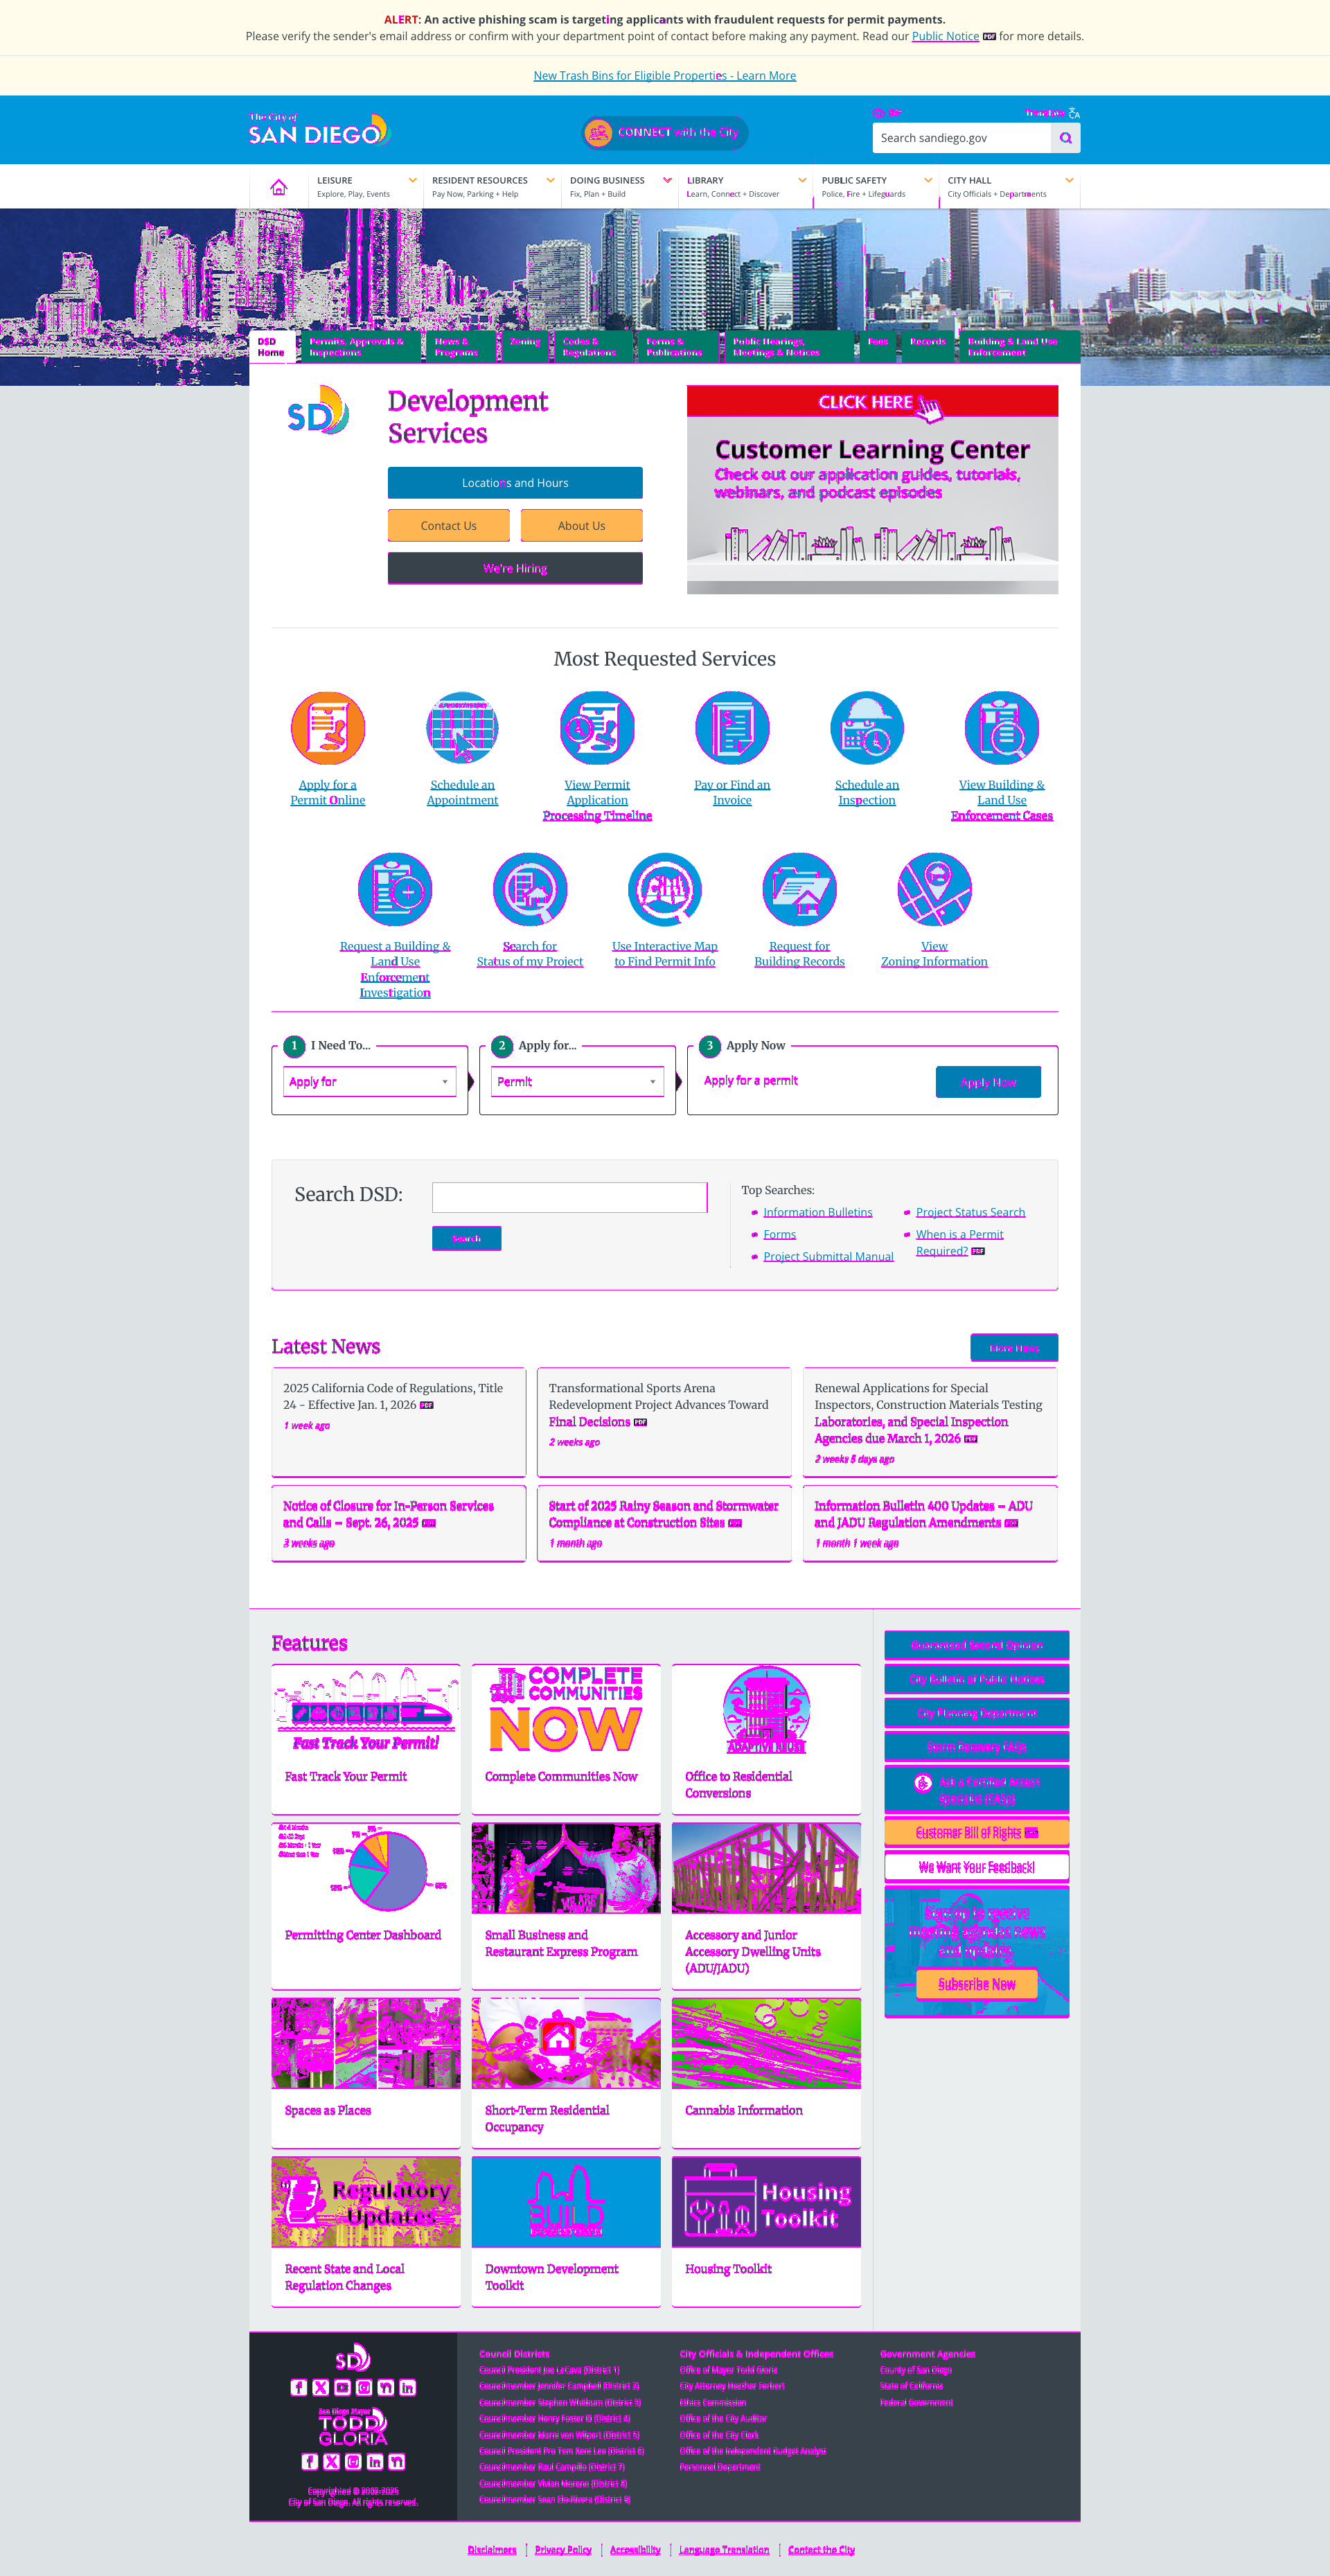 ALERT: An active phishing scam is targeting applicants with fraudulent requests for permit payments.
Please verify the sender's email address or confirm with your department point of contact before making any payment. Read our Public Notice PDF for more details.
New Trash Bins for Eligible Properties - Learn More
The City of
SAN DIEGO
CONNECT with the City
Translate
Search sandiego.gov
LEISURE
Explore, Play, Events
RESIDENT RESOURCES
Pay Now, Parking + Help
DOING BUSINESS
Fix, Plan + Build
LIBRARY
Learn, Connect + Discover
PUBLIC SAFETY
Police, Fire + Lifeguards
CITY HALL
City Officials + Departments
DSD
Home
Permits, Approvals &
Inspections
News &
Programs
Zoning
Codes &
Regulations
Forms &
Publications
Public Hearings,
Meetings & Notices
Fees
Records
Building & Land Use
Enforcement
SD
Development
Services
Locations and Hours
Contact Us
About Us
We're Hiring
CLICK HERE
Customer Learning Center
Check out our application guides, tutorials,
webinars, and podcast episodes
Most Requested Services
Apply for a
Permit Online
Schedule an
Appointment
View Permit
Application
Processing Timeline
Pay or Find an
Invoice
Schedule an
Inspection
View Building &
Land Use
Enforcement Cases
Request a Building &
Land Use
Enforcement
Investigation
Search for
Status of my Project
Use Interactive Map
to Find Permit Info
Request for
Building Records
View
Zoning Information
1 I Need To...
Apply for
2 Apply for...
Permit
3 Apply Now
Apply for a permit
Apply Now
Search DSD:
Search
Top Searches:
Information Bulletins
Forms
Project Submittal Manual
Project Status Search
When is a Permit
Required? PDF
Latest News
More News
2025 California Code of Regulations, Title
24 - Effective Jan. 1, 2026 PDF
1 week ago
Transformational Sports Arena
Redevelopment Project Advances Toward
Final Decisions PDF
2 weeks ago
Renewal Applications for Special
Inspectors, Construction Materials Testing
Laboratories, and Special Inspection
Agencies due March 1, 2026 PDF
2 weeks 5 days ago
Notice of Closure for In-Person Services
and Calls – Sept. 26, 2025 PDF
3 weeks ago
Start of 2025 Rainy Season and Stormwater
Compliance at Construction Sites PDF
1 month ago
Information Bulletin 400 Updates – ADU
and JADU Regulation Amendments PDF
1 month 1 week ago
Features
Fast Track Your Permit!
Fast Track Your Permit
COMPLETE
COMMUNITIES
NOW
Complete Communities Now
ADAPTIVE REUSE
Office to Residential
Conversions
Permitting Center Dashboard
Small Business and
Restaurant Express Program
Accessory and Junior
Accessory Dwelling Units
(ADU/JADU)
Spaces as Places
Short-Term Residential
Occupancy
Cannabis Information
Regulatory
Updates
Recent State and Local
Regulation Changes
BUILD
Downtown Development
Toolkit
Housing
Toolkit
Housing Toolkit
Guaranteed Second Opinion
City Bulletin of Public Notices
City Planning Department
Storm Recovery FAQs
Ask a Certified Access
Specialist (CASp)
Customer Bill of Rights PDF
We Want Your Feedback!
Sign up to receive
meeting agendas, news
and updates.
Subscribe Now
SD
San Diego Mayor
TODD
GLORIA
Copyrighted © 2002-2025
City of San Diego. All rights reserved.
Council Districts
Council President Joe LaCava (District 1)
Councilmember Jennifer Campbell (District 2)
Councilmember Stephen Whitburn (District 3)
Councilmember Henry Foster III (District 4)
Councilmember Marni von Wilpert (District 5)
Council President Pro Tem Kent Lee (District 6)
Councilmember Raul Campillo (District 7)
Councilmember Vivian Moreno (District 8)
Councilmember Sean Elo-Rivera (District 9)
City Officials & Independent Offices
Office of Mayor Todd Gloria
City Attorney Heather Ferbert
Ethics Commission
Office of the City Auditor
Office of the City Clerk
Office of the Independent Budget Analyst
Personnel Department
Government Agencies
County of San Diego
State of California
Federal Government
Disclaimers
Privacy Policy
Accessibility
Language Translation
Contact the City